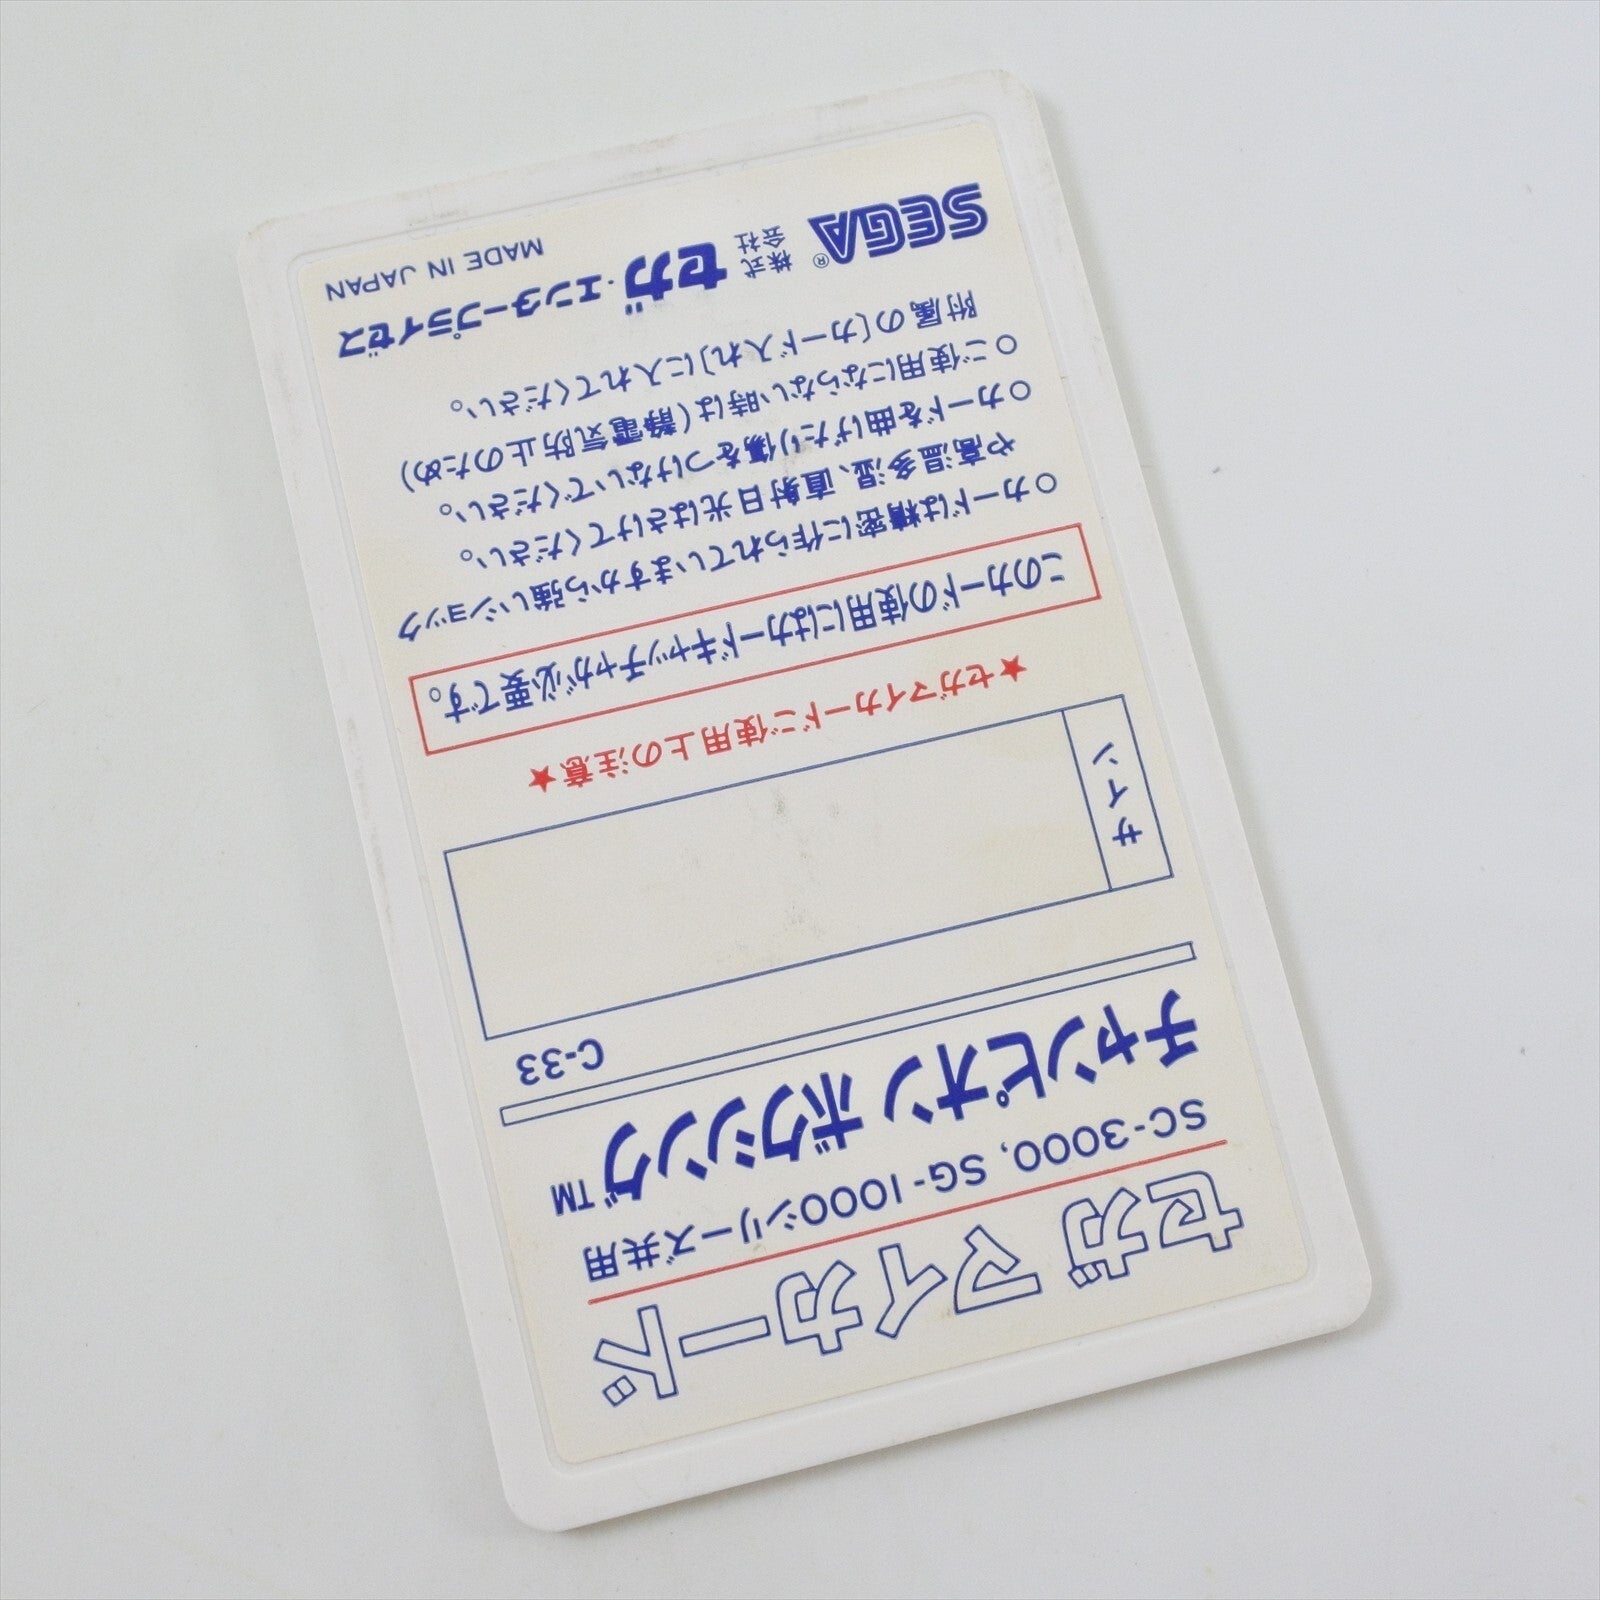 セガ マイカード
SC-3000, SG-1000シリーズ共用
チャンピオン ボクシング™
C-33
サイン
★セガマイカードご使用上の注意★
このカードの使用にはカードキャッチャが必要です。
○カードは精密に作られていますから強いショック
や高温多湿、直射日光はさけてください。
○カードを曲げたり傷をつけないでください。
○ご使用にならない時は(静電気防止のため)
附属の〔カード入れ〕に入れてください。
SEGA® 株式会社 セガ・エンタープライゼス
MADE IN JAPAN